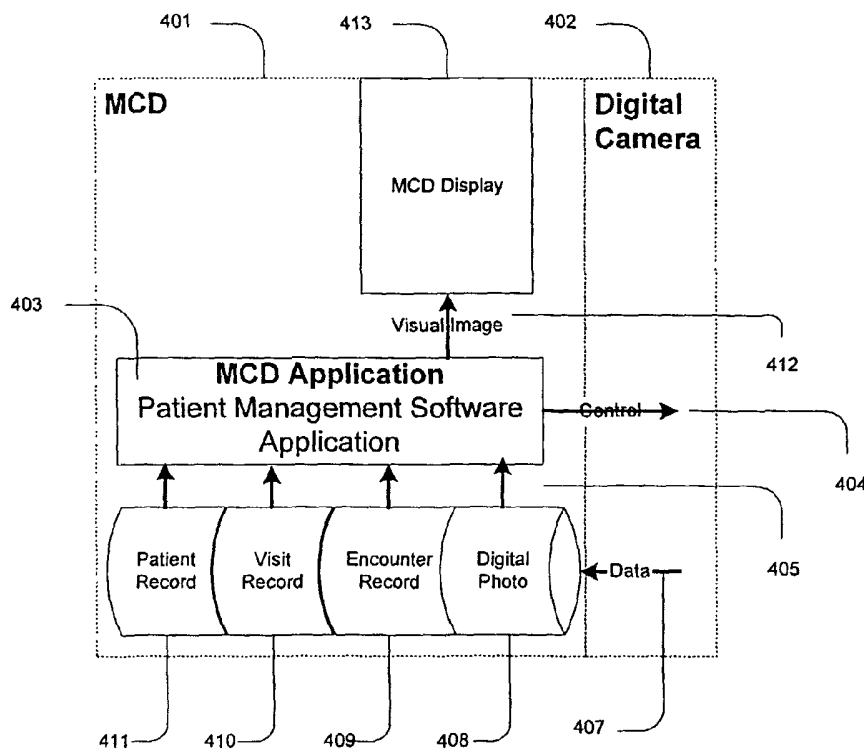 401
413
402
MCD
Digital
Camera
MCD Display
403
Visual Image
412
MCD Application
Patient Management Software
Application
Control
404
Patient
Record
Visit
Record
Encounter
Record
Digital
Photo
Data
405
411
410
409
408
407